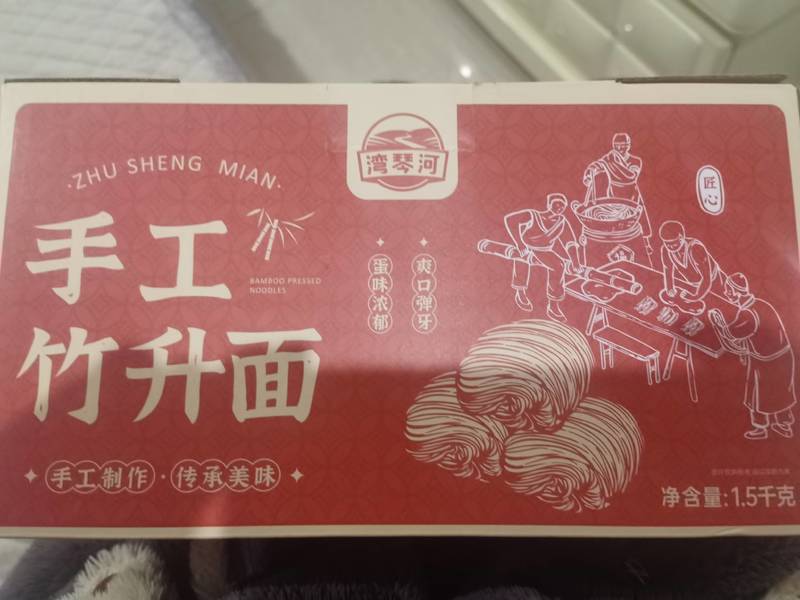 湾琴河
·ZHU SHENG MIAN·
手工
BAMBOO PRESSED
NOODLES
竹升面
爽口弹牙
蛋味浓郁
匠心
手工制作·传承美味
净含量:1.5千克